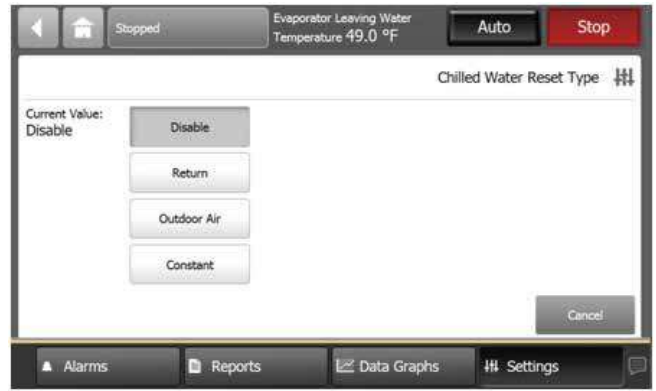 Stopped
Evaporator Leaving Water
Temperature 49.0 °F
Auto
Stop
Chilled Water Reset Type
Current Value:
Disable
Disable
Return
Outdoor Air
Constant
Cancel
Alarms
Reports
Data Graphs
Settings